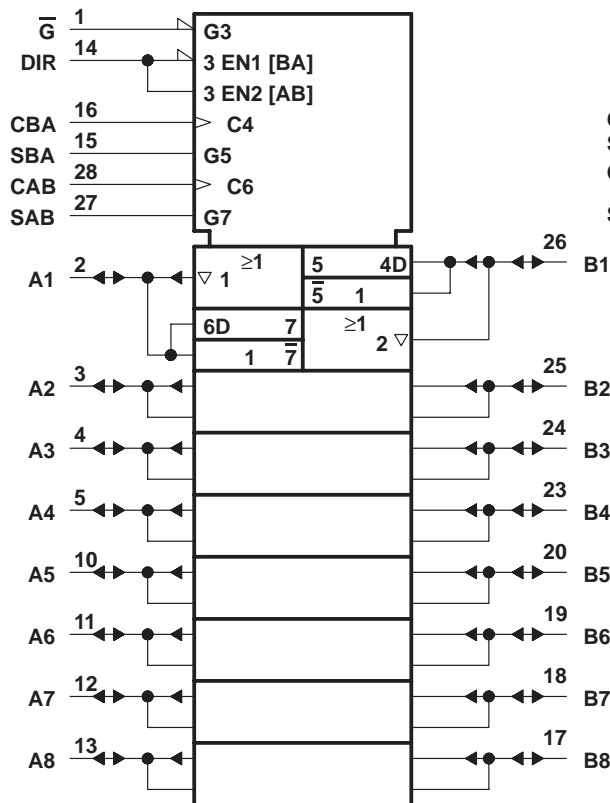 G̅ 1 G3
DIR 14 3 EN1 [BA]
3 EN2 [AB]
CBA 16 C4
SBA 15 G5
CAB 28 C6
SAB 27 G7
A1 2 ▽ 1 ≥1 5 4D 26 B1
5̅ 1
6D 7 ≥1
1 7̅ 2 ▽
A2 3 25 B2
A3 4 24 B3
A4 5 23 B4
A5 10 20 B5
A6 11 19 B6
A7 12 18 B7
A8 13 17 B8